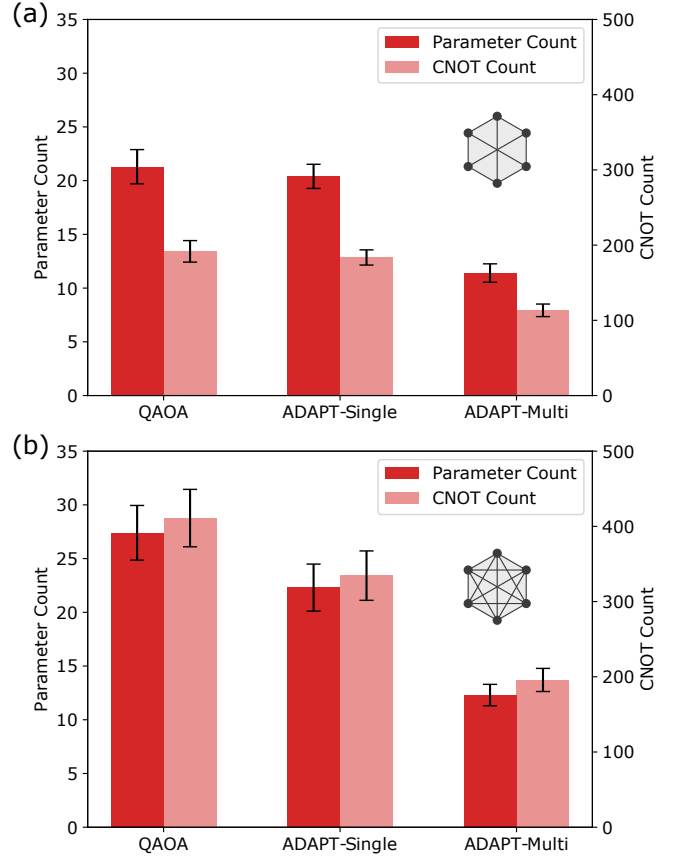 (a)
35
30
25
20
15
10
5
0
Parameter Count
500
400
300
200
100
0
CNOT Count
Parameter Count
CNOT Count
QAOA
ADAPT-Single
ADAPT-Multi
(b)
35
30
25
20
15
10
5
0
Parameter Count
500
400
300
200
100
0
CNOT Count
Parameter Count
CNOT Count
QAOA
ADAPT-Single
ADAPT-Multi